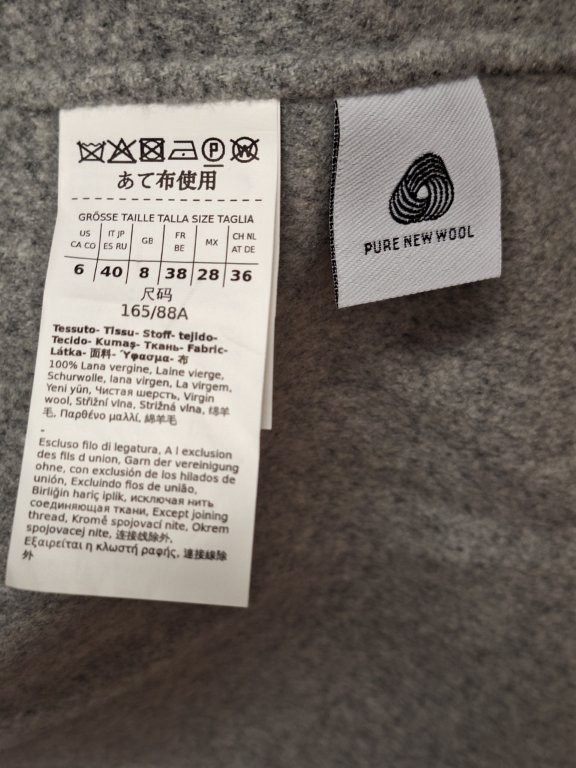 P W
あて布使用
GRÖSSE TAILLE TALLA SIZE TAGLIA
US CA CO | IT JP ES RU | GB | FR BE | MX | CH NL AT DE
6 | 40 | 8 | 38 | 28 | 36
尺码
165/88A
Tessuto- Tissu- Stoff- tejido-
Tecido- Kumaş- Ткань- Fabric-
Látka- 面料- Ύφασμα- 布
100% Lana vergine, Laine vierge,
Schurwolle, lana virgen, La virgem,
Yeni yün, Чистая шерсть, Virgin
wool, Střižní vlna, Strižná vlna, 绵羊
毛, Παρθένο μαλλί, 綿羊毛
-
Escluso filo di legatura, A l exclusion
des fils d union, Garn der vereinigung
ohne, con exclusión de los hilados de
unión, Excluindo fios de união,
Birliğin hariç iplik, исключая нить
соединяющая ткани, Except joining
thread, Kromě spojovací nite, Okrem
spojovacej nite, 连接线除外,
Εξαιρείται η κλωστή ραφής, 連接線除
外
PURE NEW WOOL